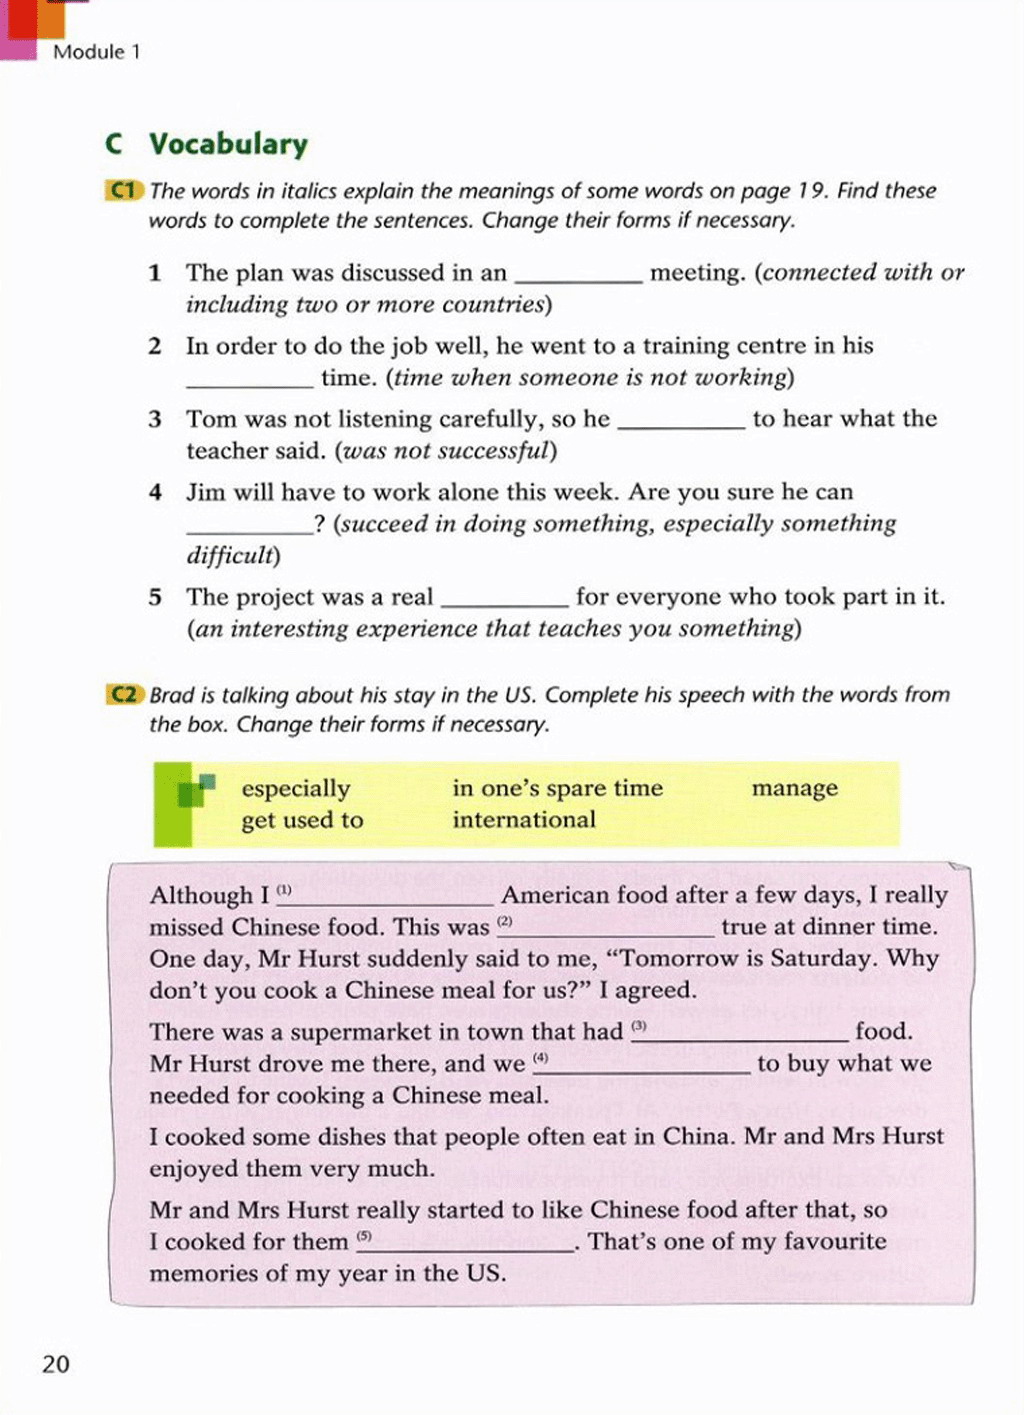 Module 1
C Vocabulary
C1 The words in italics explain the meanings of some words on page 19. Find these
words to complete the sentences. Change their forms if necessary.
1 The plan was discussed in an __________ meeting. (connected with or
including two or more countries)
2 In order to do the job well, he went to a training centre in his
__________ time. (time when someone is not working)
3 Tom was not listening carefully, so he __________ to hear what the
teacher said. (was not successful)
4 Jim will have to work alone this week. Are you sure he can
__________? (succeed in doing something, especially something
difficult)
5 The project was a real __________ for everyone who took part in it.
(an interesting experience that teaches you something)
C2 Brad is talking about his stay in the US. Complete his speech with the words from
the box. Change their forms if necessary.
especially in one's spare time manage
get used to international
Although I (1)__________ American food after a few days, I really
missed Chinese food. This was (2)__________ true at dinner time.
One day, Mr Hurst suddenly said to me, “Tomorrow is Saturday. Why
don't you cook a Chinese meal for us?” I agreed.
There was a supermarket in town that had (3)__________ food.
Mr Hurst drove me there, and we (4)__________ to buy what we
needed for cooking a Chinese meal.
I cooked some dishes that people often eat in China. Mr and Mrs Hurst
enjoyed them very much.
Mr and Mrs Hurst really started to like Chinese food after that, so
I cooked for them (5)__________. That's one of my favourite
memories of my year in the US.
20